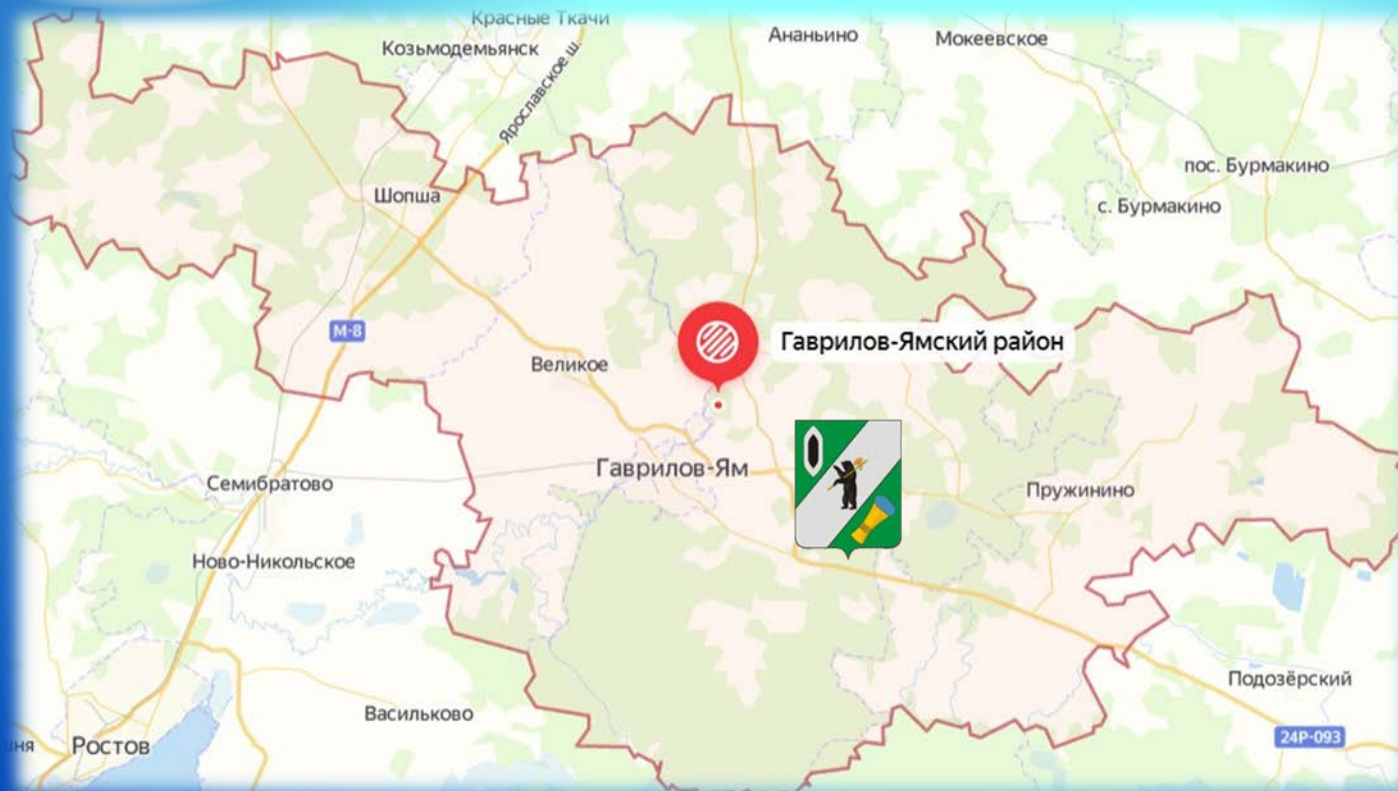 Красные Ткачи
Козьмодемьянск
Ананьино
Мокеевское
Ярославское ш.
пос. Бурмакино
Шопша
с. Бурмакино
М-8
Гаврилов-Ямский район
Великое
Гаврилов-Ям
Семибратово
Пружинино
Ново-Никольское
Подозёрский
Васильково
24Р-093
Ростов